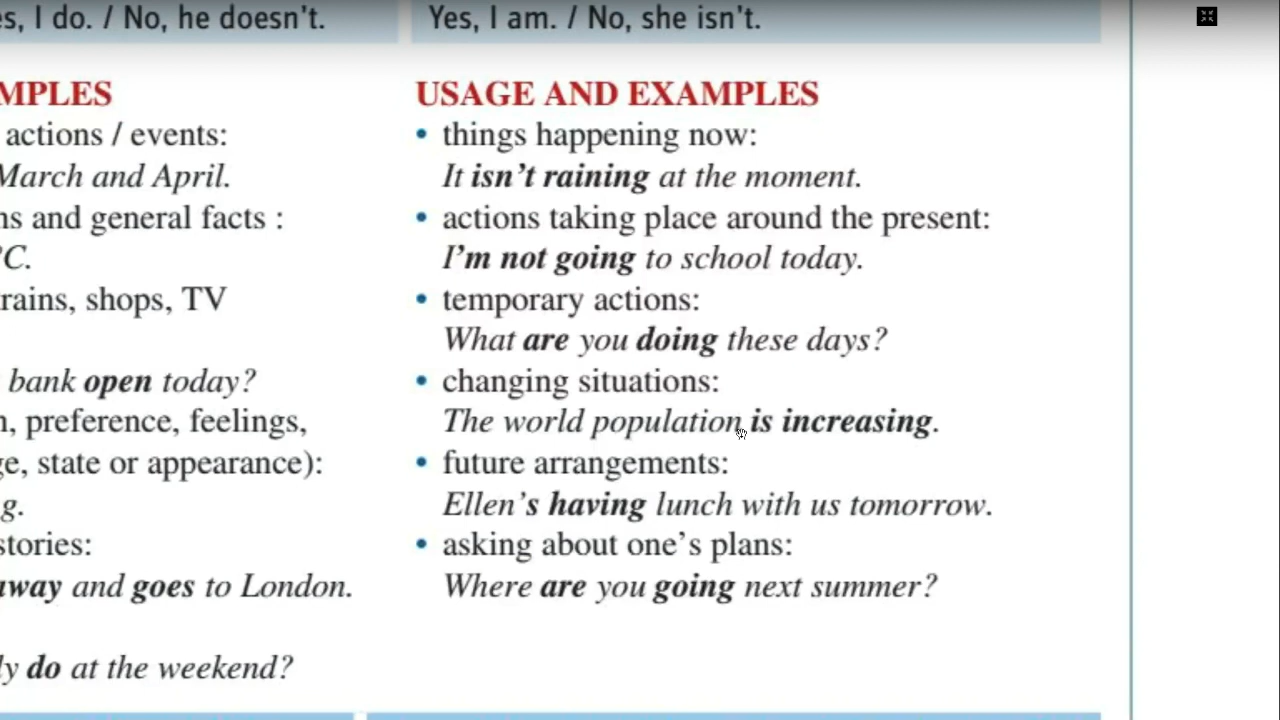 s, I do. / No, he doesn't.
Yes, I am. / No, she isn't.
MPLES
actions / events:
March and April.
ns and general facts :
°C.
rains, shops, TV
bank open today?
n, preference, feelings,
ge, state or appearance):
g.
stories:
away and goes to London.
ly do at the weekend?
USAGE AND EXAMPLES
• things happening now:
It isn't raining at the moment.
• actions taking place around the present:
I'm not going to school today.
• temporary actions:
What are you doing these days?
• changing situations:
The world population is increasing.
• future arrangements:
Ellen's having lunch with us tomorrow.
• asking about one's plans:
Where are you going next summer?